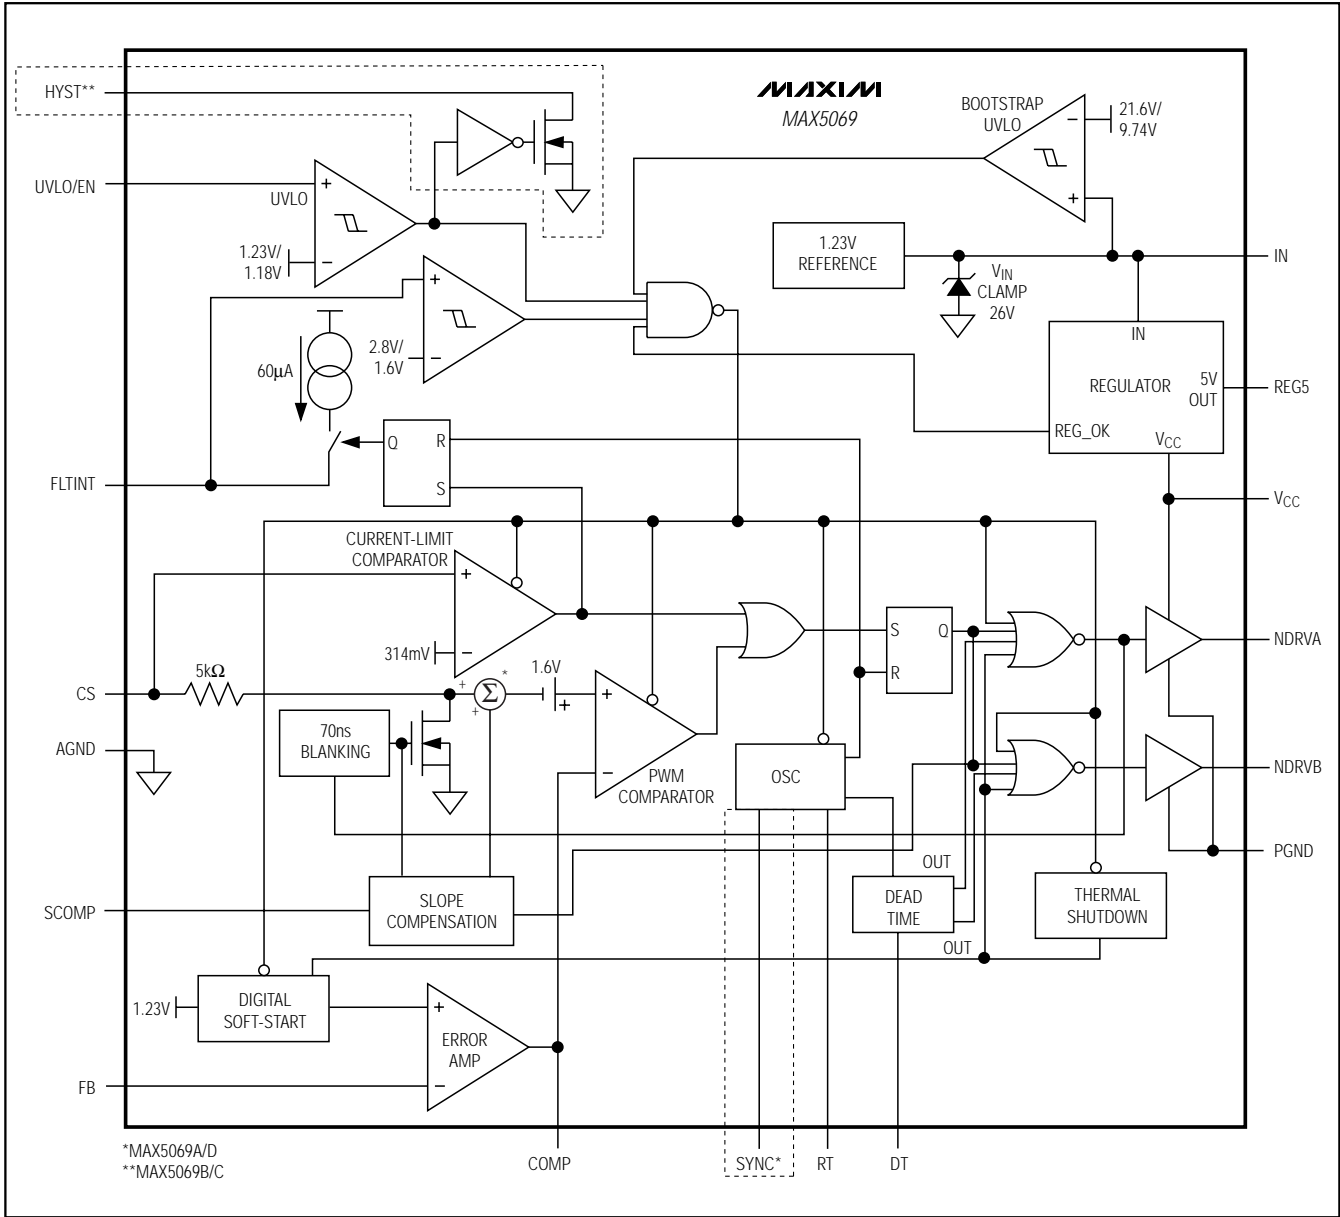 HYST**
MAXIM
MAX5069
BOOTSTRAP
UVLO
−
21.6V/
9.74V
+
UVLO/EN
+
UVLO
1.23V/
1.18V
−
1.23V
REFERENCE
IN
VIN
CLAMP
26V
+
2.8V/
1.6V
−
60µA
IN
REGULATOR
5V
OUT
REG5
REG_OK
VCC
Q
R
S
FLTINT
VCC
CURRENT-LIMIT
COMPARATOR
+
314mV
−
S
Q
R
NDRVA
CS
5kΩ
+
Σ
*
+
1.6V
+
+
−
PWM
COMPARATOR
AGND
70ns
BLANKING
OSC
NDRVB
PGND
OUT
SCOMP
SLOPE
COMPENSATION
DEAD
TIME
OUT
THERMAL
SHUTDOWN
1.23V
DIGITAL
SOFT-START
+
ERROR
AMP
−
FB
*MAX5069A/D
**MAX5069B/C
COMP
SYNC*
RT
DT